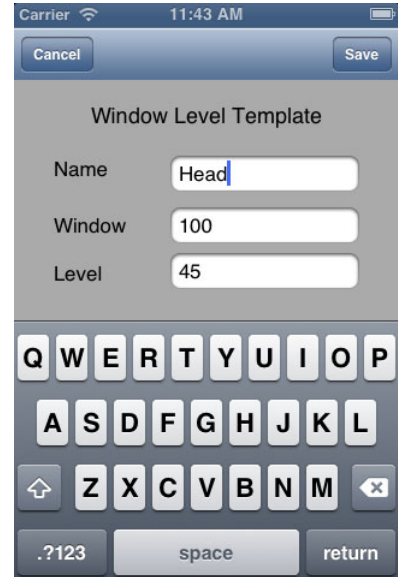 Carrier 11:43 AM
Cancel Save
Window Level Template
Name Head
Window 100
Level 45
Q W E R T Y U I O P
A S D F G H J K L
Z X C V B N M
.?123 space return